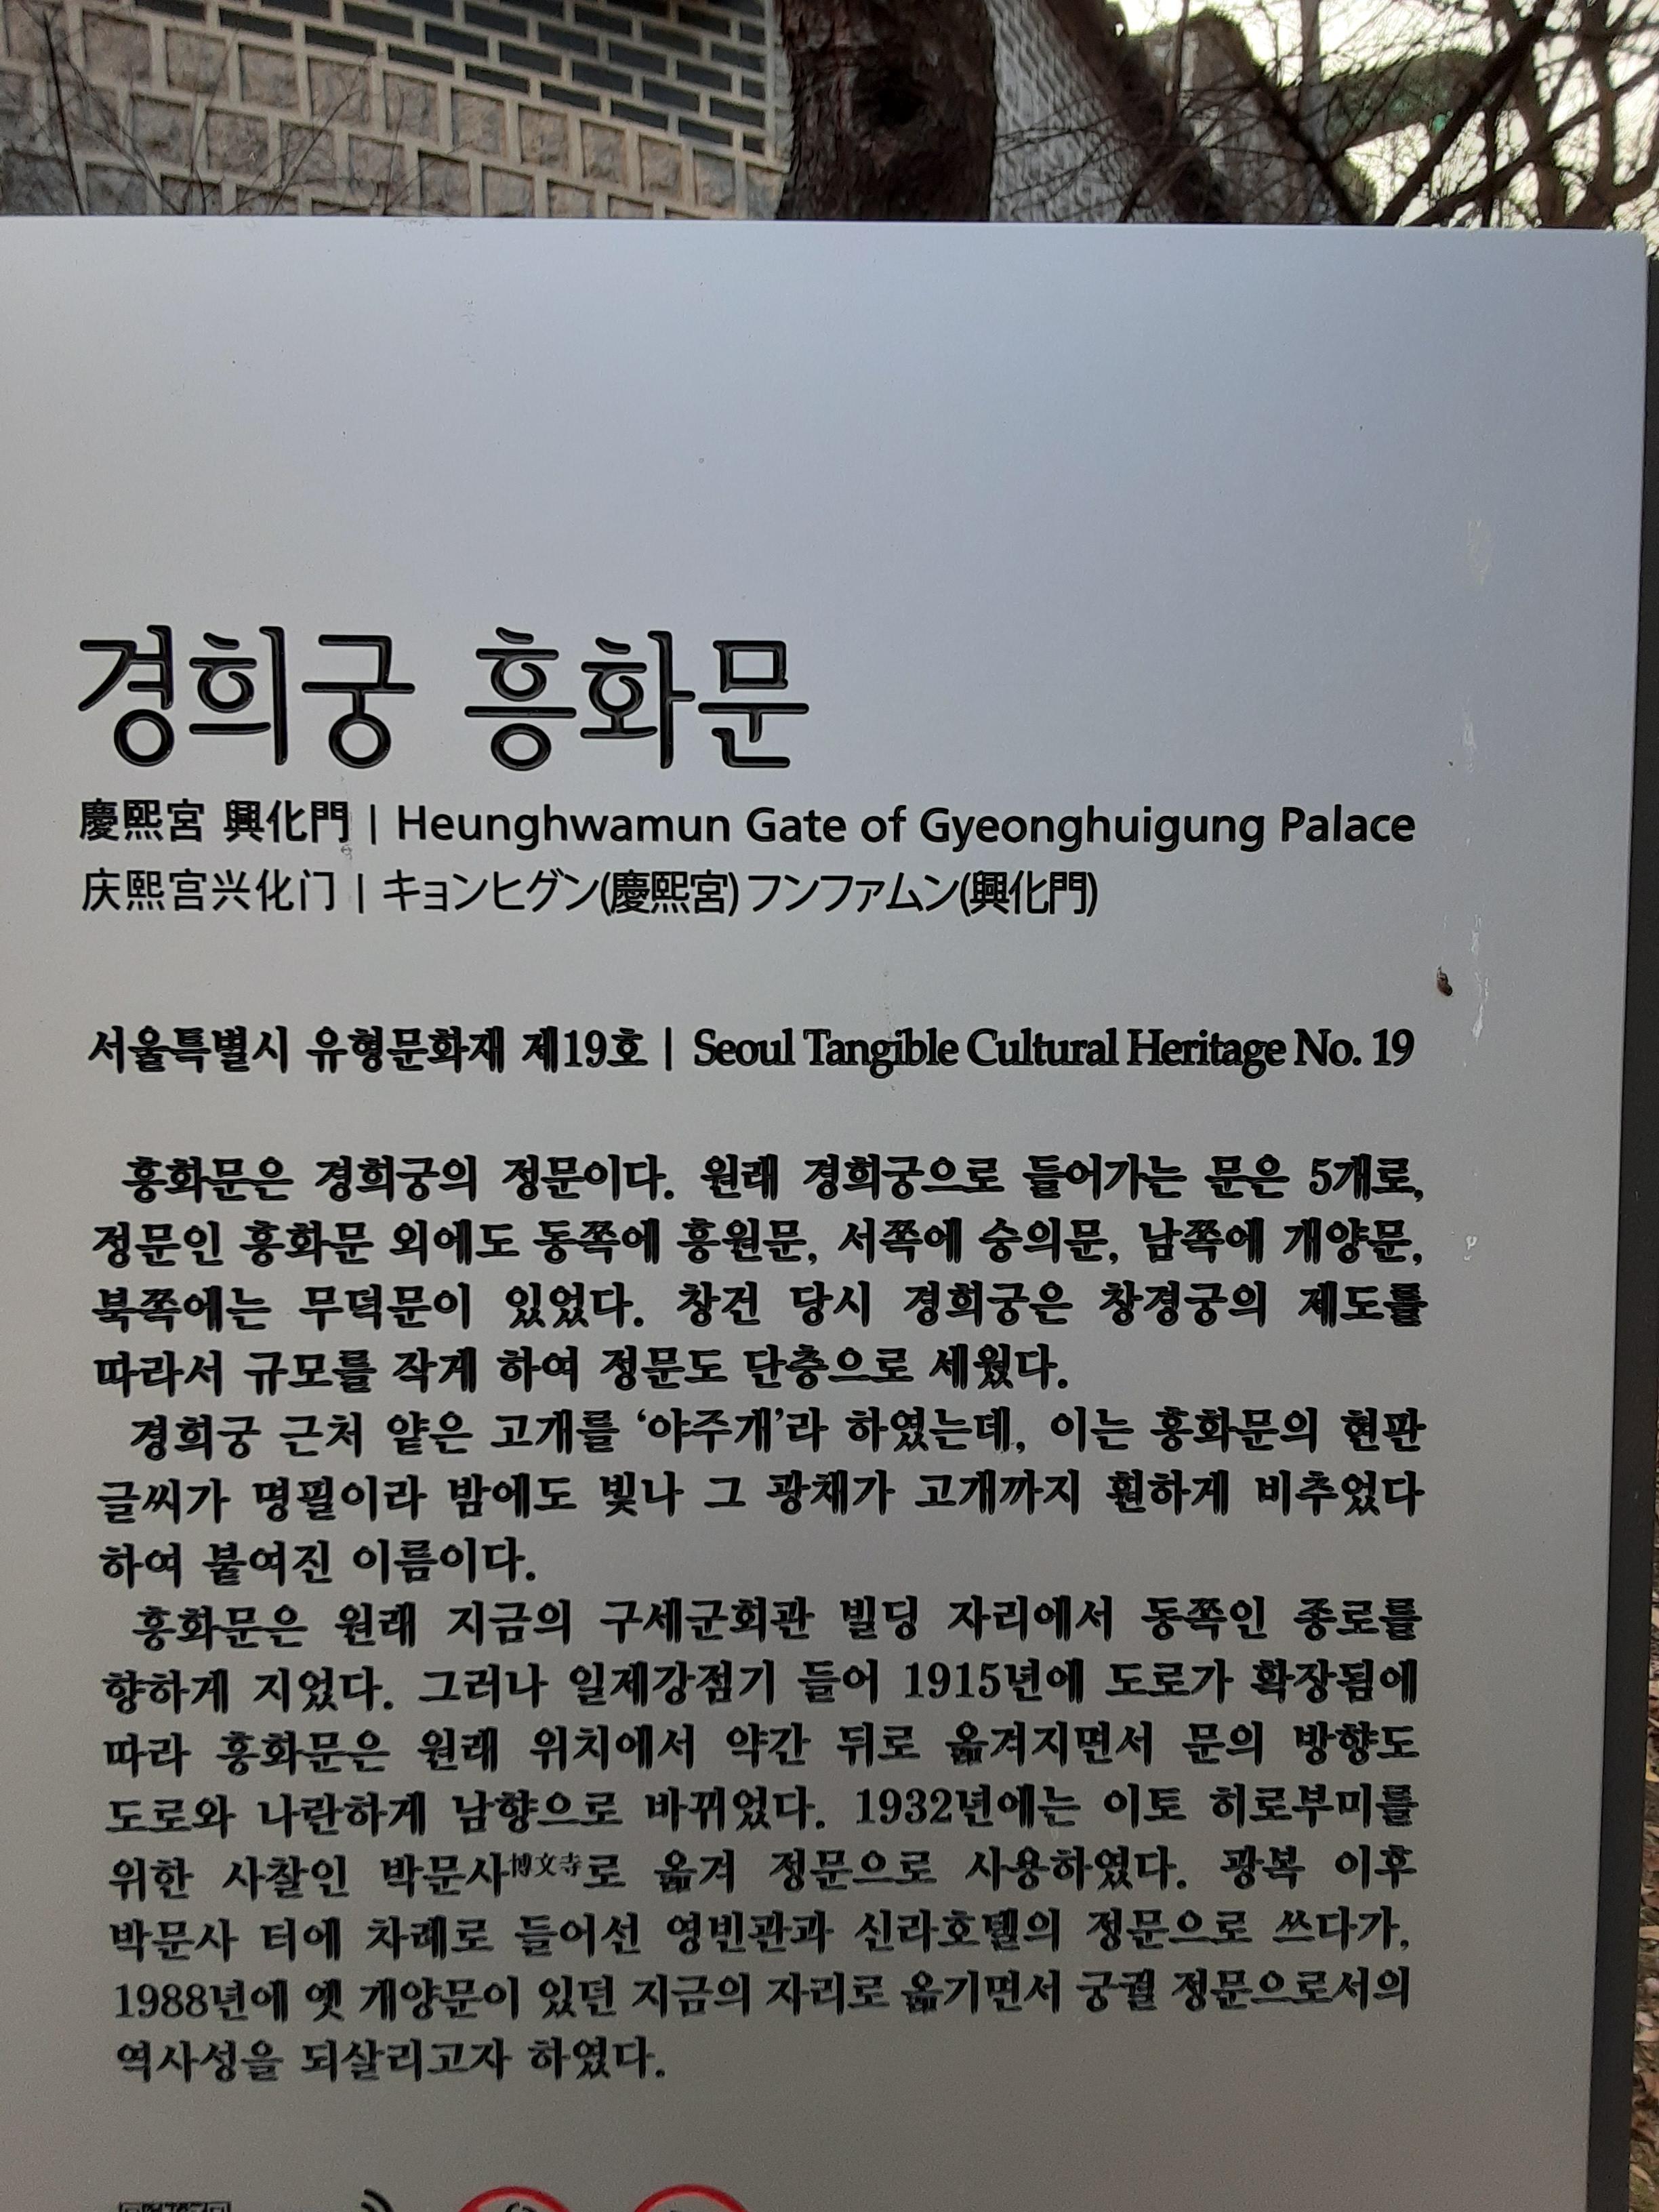 경희궁 흥화문
慶熙宮 興化門 | Heunghwamun Gate of Gyeonghuigung Palace
庆熙宫兴化门 | キョンヒグン(慶熙宮) フンファムン(興化門)
서울특별시 유형문화재 제19호 | Seoul Tangible Cultural Heritage No. 19
흥화문은 경희궁의 정문이다. 원래 경희궁으로 들어가는 문은 5개로,
정문인 흥화문 외에도 동쪽에 흥원문, 서쪽에 숭의문, 남쪽에 개양문,
북쪽에는 무덕문이 있었다. 창건 당시 경희궁은 창경궁의 제도를
따라서 규모를 작게 하여 정문도 단층으로 세웠다.
경희궁 근처 얕은 고개를 ‘야주개’라 하였는데, 이는 흥화문의 현판
글씨가 명필이라 밤에도 빛나 그 광채가 고개까지 훤하게 비추었다
하여 붙여진 이름이다.
흥화문은 원래 지금의 구세군회관 빌딩 자리에서 동쪽인 종로를
향하게 지었다. 그러나 일제강점기 들어 1915년에 도로가 확장됨에
따라 흥화문은 원래 위치에서 약간 뒤로 옮겨지면서 문의 방향도
도로와 나란하게 남향으로 바뀌었다. 1932년에는 이토 히로부미를
위한 사찰인 박문사博文寺로 옮겨 정문으로 사용하였다. 광복 이후
박문사 터에 차례로 들어선 영빈관과 신라호텔의 정문으로 쓰다가,
1988년에 옛 개양문이 있던 지금의 자리로 옮기면서 궁궐 정문으로서의
역사성을 되살리고자 하였다.